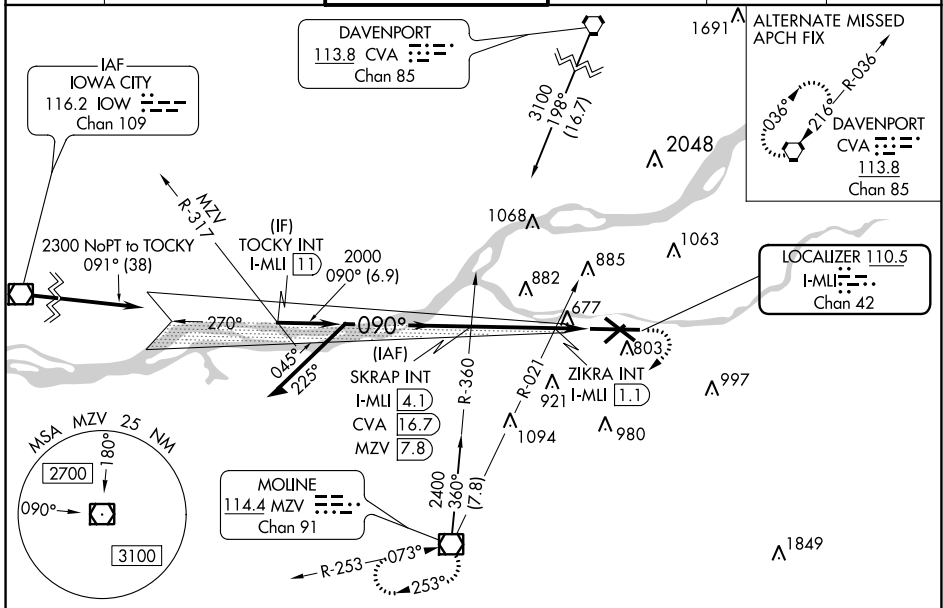 DAVENPORT
113.8 CVA
Chan 85
1691
ALTERNATE MISSED
APCH FIX
R-036
036°
216°
DAVENPORT
CVA
113.8
Chan 85
IAF
IOWA CITY
116.2 IOW
Chan 109
3100
198°
(16.7)
2048
MZV
R-317
(IF)
TOCKY INT
I-MLI 11
2000
090° (6.9)
2300 NoPT to TOCKY
091° (38)
1068
1063
885
882
LOCALIZER 110.5
I-MLI
Chan 42
270°
090°
677
803
045°
225°
(IAF)
SKRAP INT
I-MLI 4.1
CVA 16.7
MZV 7.8
R-360
R-021
ZIKRA INT
I-MLI 1.1
921
997
1094
980
MSA MZV 25 NM
180°
2700
090°
3100
MOLINE
114.4 MZV
Chan 91
2400
360°
(7.8)
R-253
073°
253°
1849